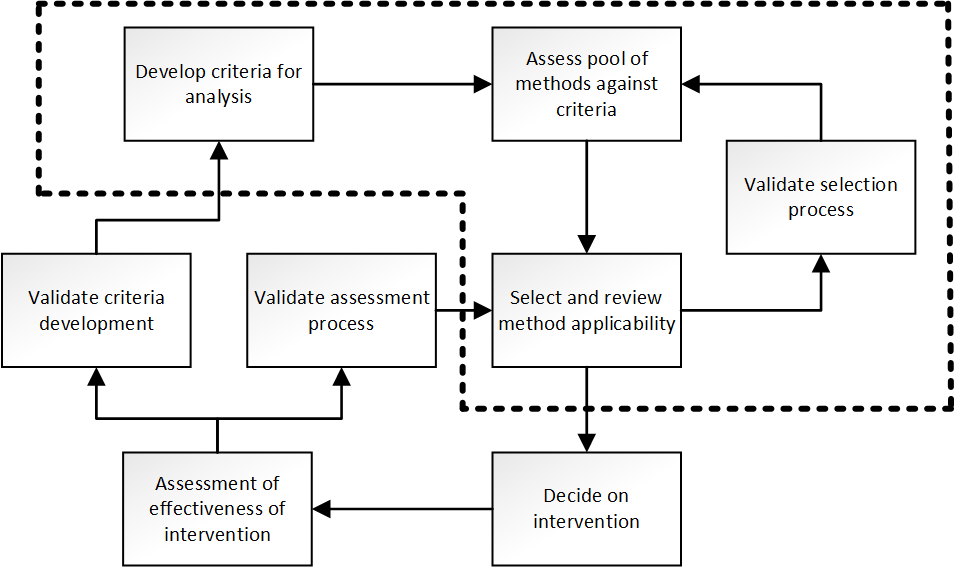 Develop criteria for
analysis
Assess pool of
methods against
criteria
Validate selection
process
Validate criteria
development
Validate assessment
process
Select and review
method applicability
Assessment of
effectiveness of
intervention
Decide on
intervention